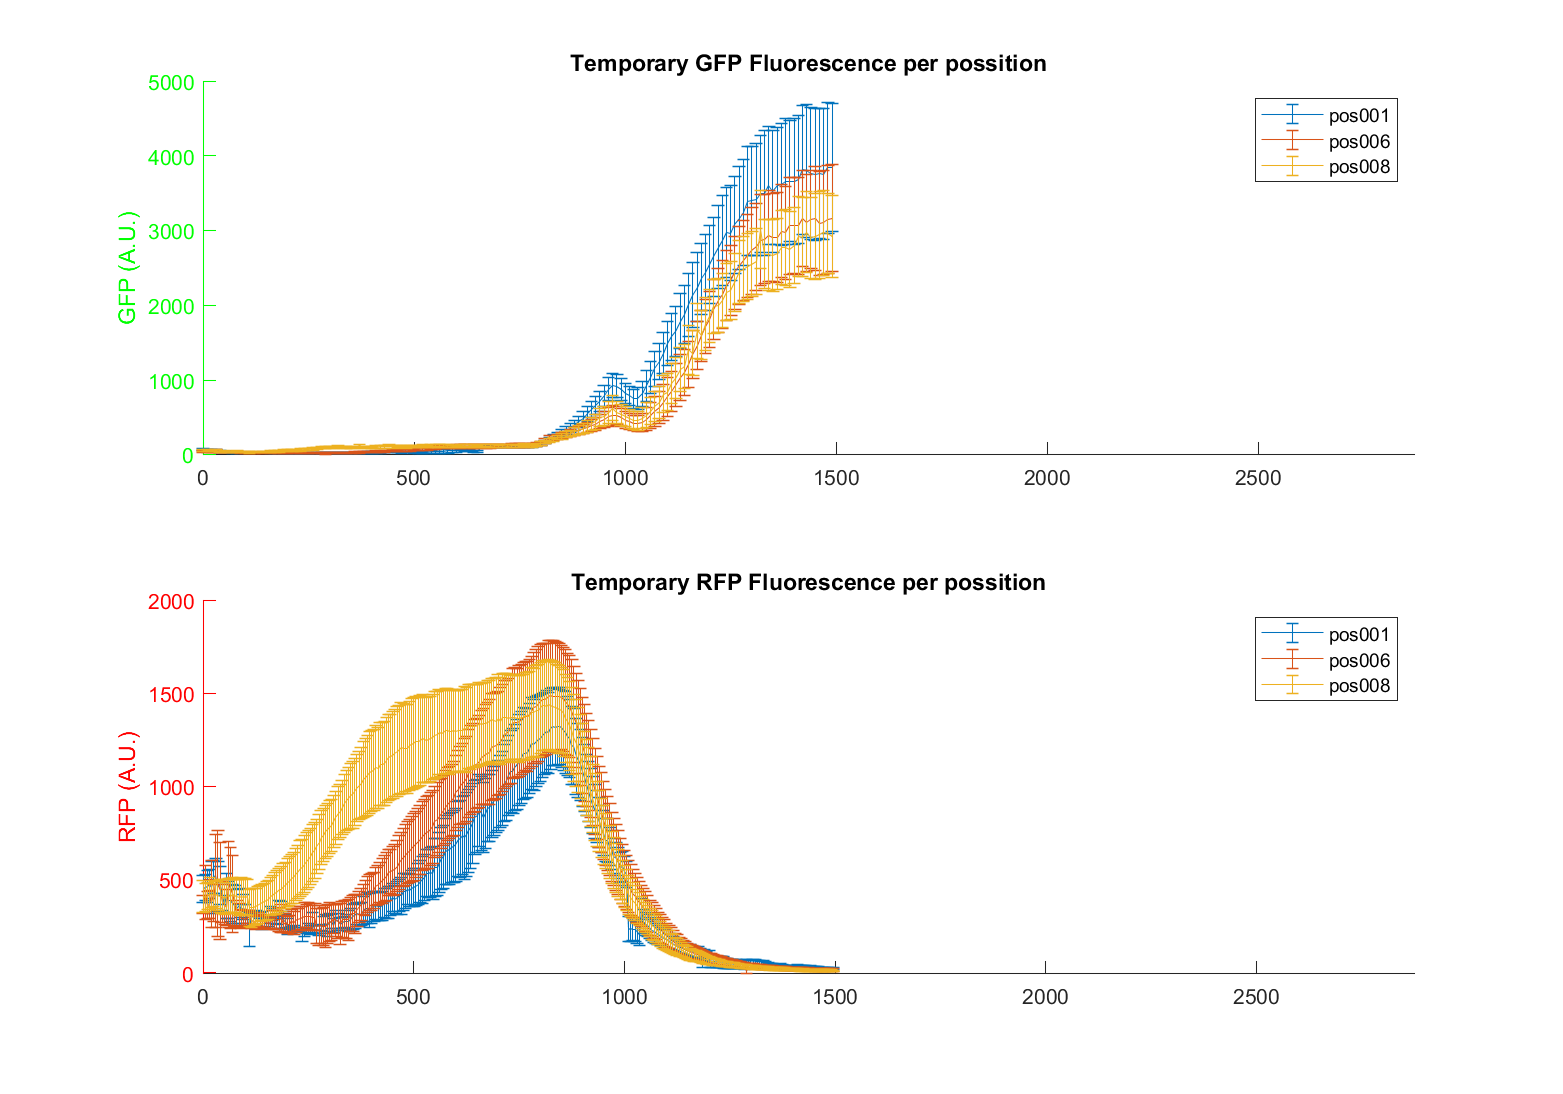 Temporary GFP Fluorescence per possition
5000
4000
3000
2000
1000
0
GFP (A.U.)
0 500 1000 1500 2000 2500
pos001
pos006
pos008
Temporary RFP Fluorescence per possition
2000
1500
1000
500
0
RFP (A.U.)
0 500 1000 1500 2000 2500
pos001
pos006
pos008